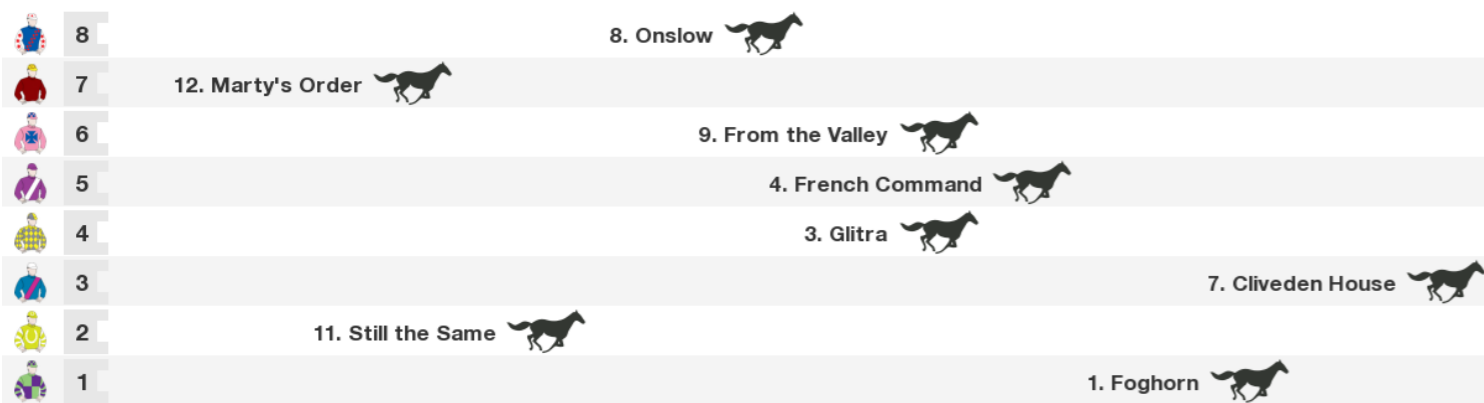 8 8. Onslow
7 12. Marty's Order
6 9. From the Valley
5 4. French Command
4 3. Glitra
3 7. Cliveden House
2 11. Still the Same
1 1. Foghorn